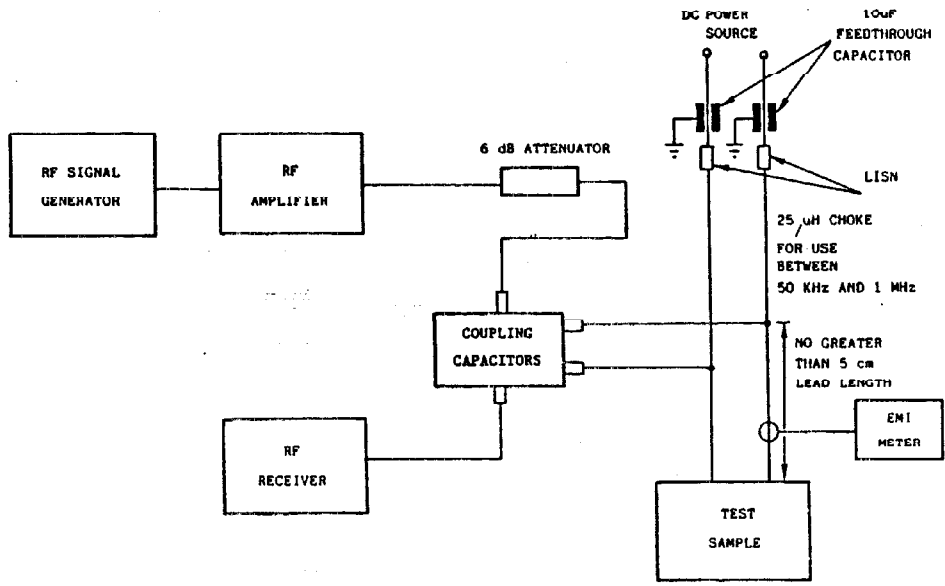 DC POWER
SOURCE
10uF
FEEDTHROUGH
CAPACITOR
6 dB ATTENUATOR
RF SIGNAL
GENERATOR
RF
AMPLIFIER
LISN
25 uH CHOKE
FOR USE
BETWEEN
50 KHz AND 1 MHz
COUPLING
CAPACITORS
NO GREATER
THAN 5 cm
LEAD LENGTH
EMI
METER
RF
RECEIVER
TEST
SAMPLE